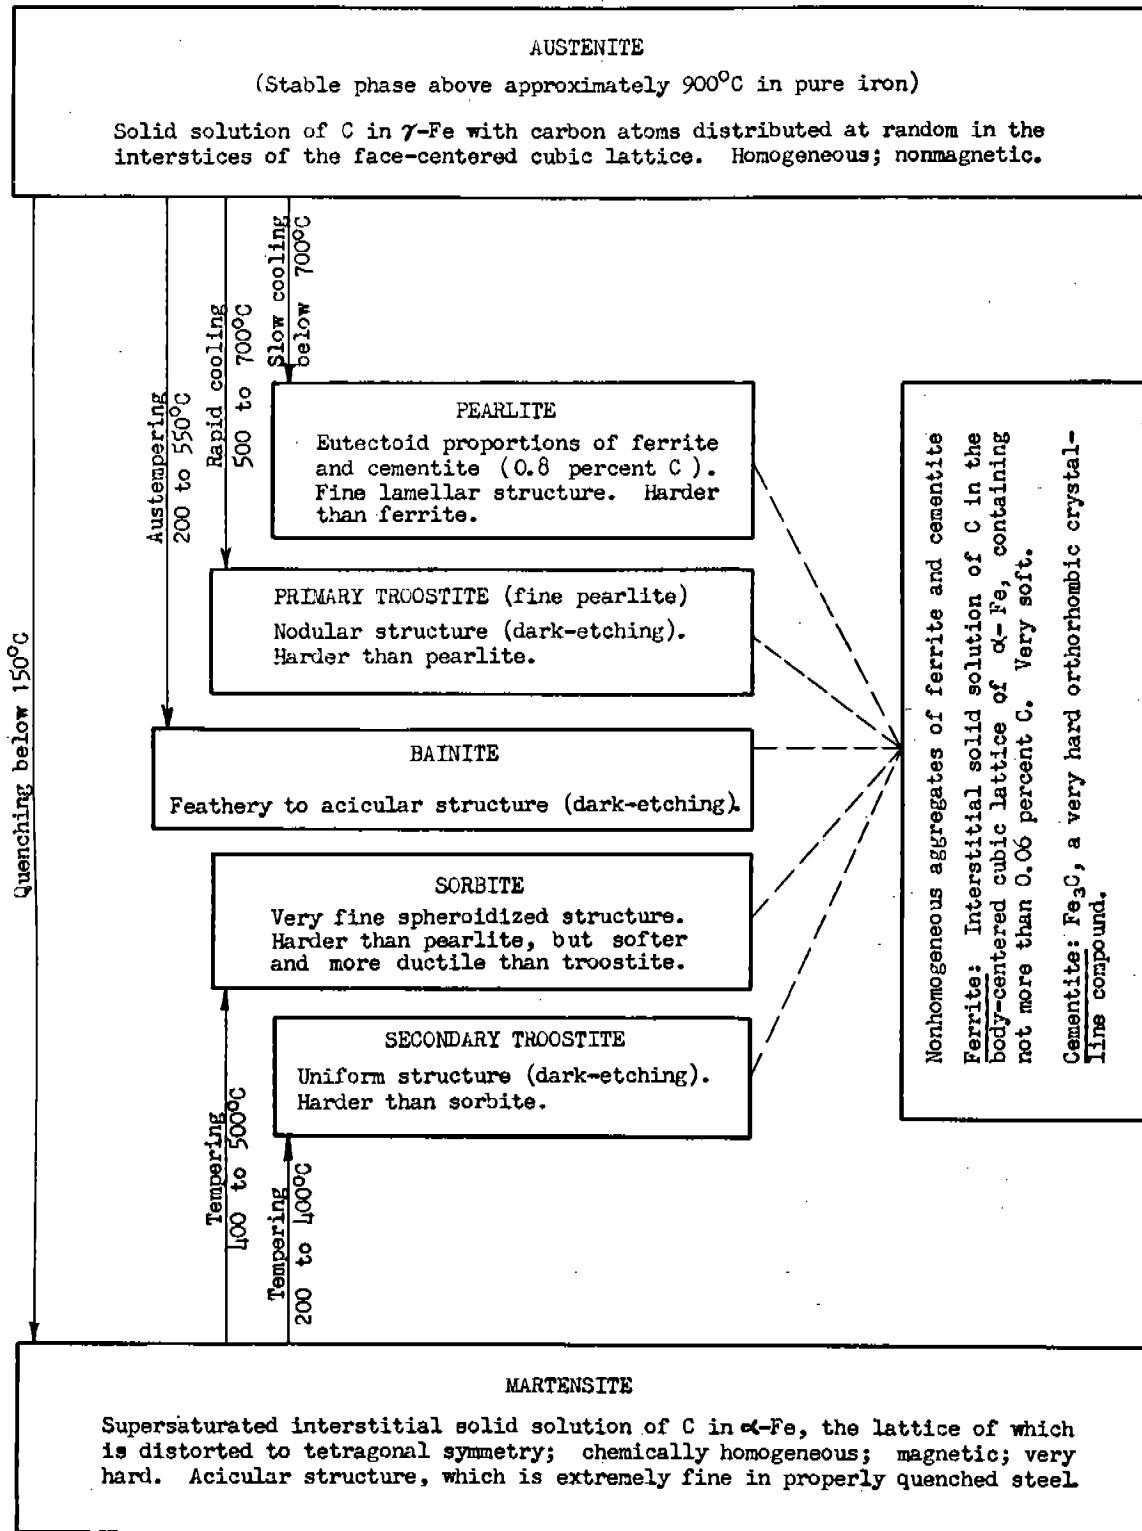 AUSTENITE
(Stable phase above approximately 900°C in pure iron)
Solid solution of C in γ-Fe with carbon atoms distributed at random in the
interstices of the face-centered cubic lattice. Homogeneous; nonmagnetic.
Quenching below 150°C
Austempering
200 to 550°C
Rapid cooling
500 to 700°C
Slow cooling
below 700°C
PEARLITE
Eutectoid proportions of ferrite
and cementite (0.8 percent C ).
Fine lamellar structure. Harder
than ferrite.
PRIMARY TROOSTITE (fine pearlite)
Nodular structure (dark-etching).
Harder than pearlite.
BAINITE
Feathery to acicular structure (dark-etching).
SORBITE
Very fine spheroidized structure.
Harder than pearlite, but softer
and more ductile than troostite.
SECONDARY TROOSTITE
Uniform structure (dark-etching).
Harder than sorbite.
Tempering
400 to 500°C
Tempering
200 to 400°C
Nonhomogeneous aggregates of ferrite and cementite
Ferrite: Interstitial solid solution of C in the
body-centered cubic lattice of α-Fe, containing
not more than 0.06 percent C. Very soft.
Cementite: Fe₃C, a very hard orthorhombic crystal-
line compound.
MARTENSITE
Supersaturated interstitial solid solution of C in α-Fe, the lattice of which
is distorted to tetragonal symmetry; chemically homogeneous; magnetic; very
hard. Acicular structure, which is extremely fine in properly quenched steel